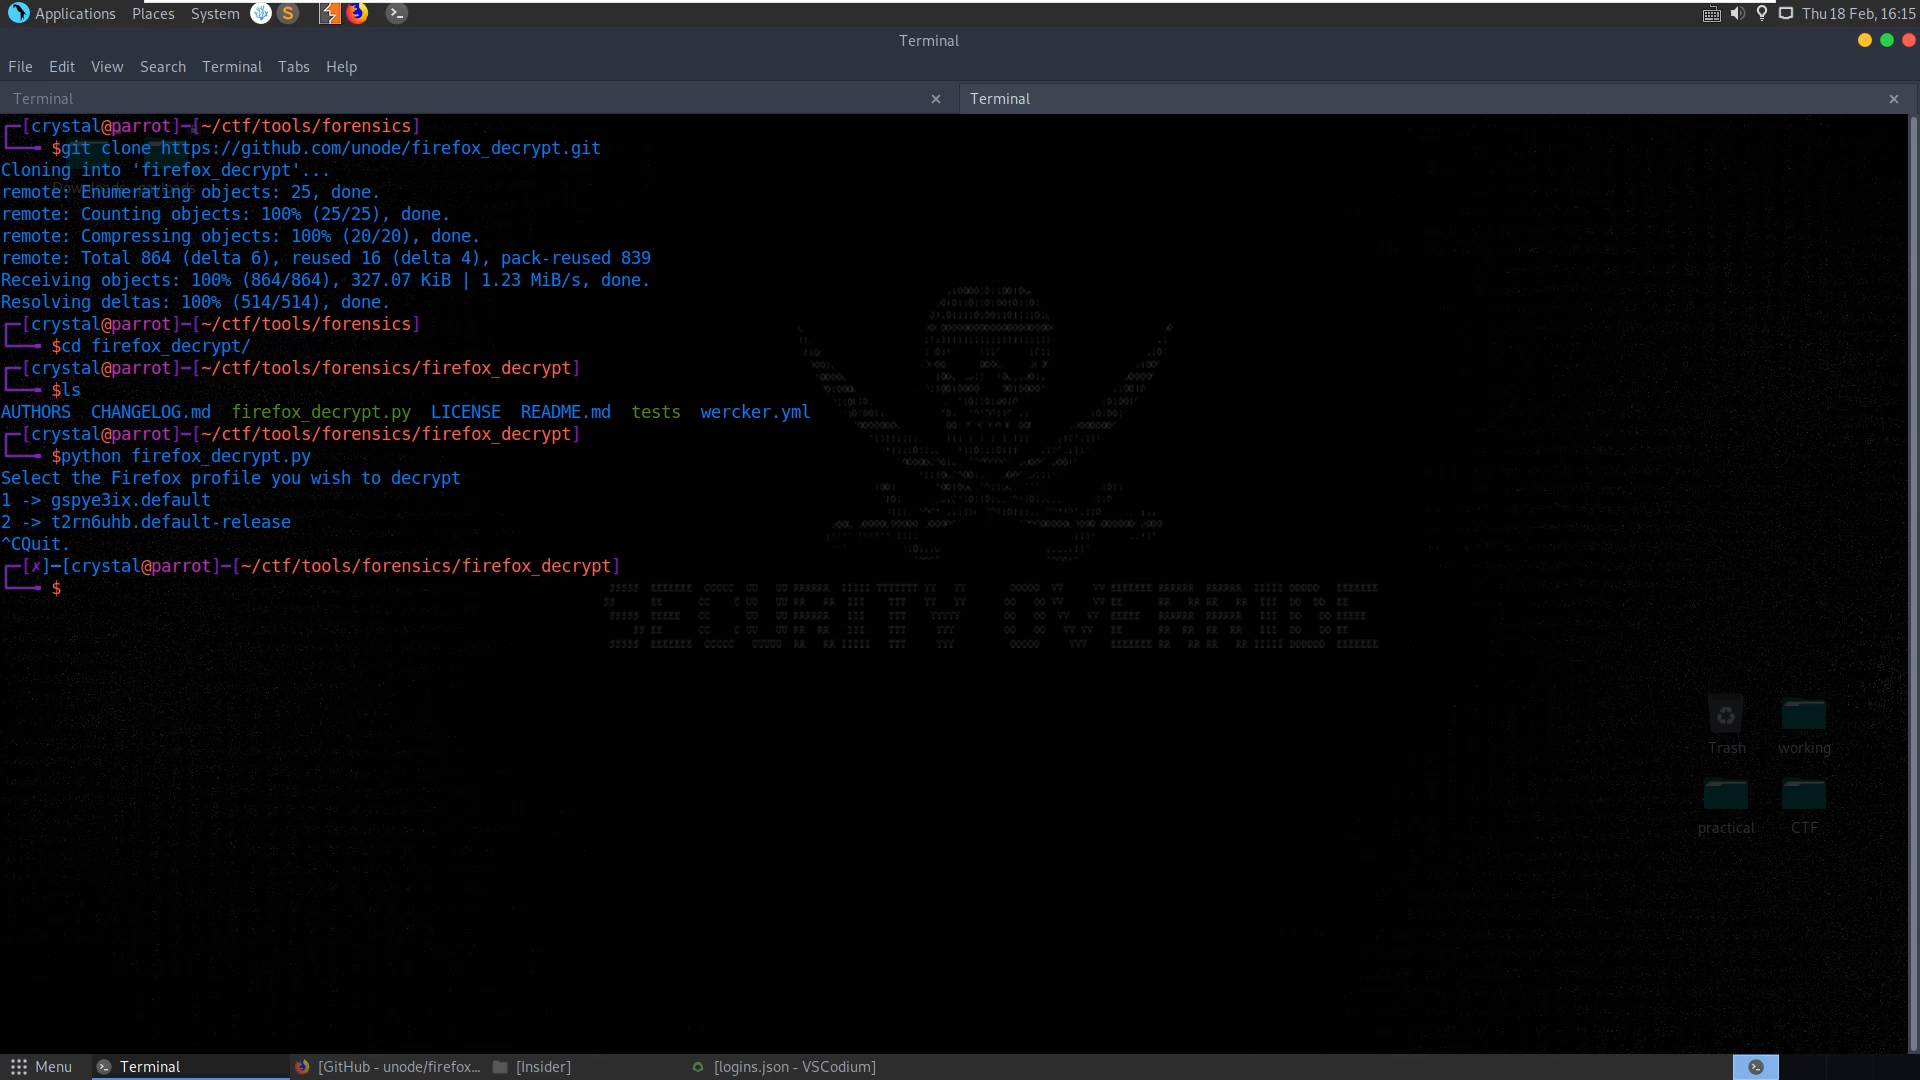 Applications Places System Thu 18 Feb, 16:15
Terminal
File Edit View Search Terminal Tabs Help
Terminal × Terminal ×
┌─[crystal@parrot]─[~/ctf/tools/forensics]
└──╼ $git clone https://github.com/unode/firefox_decrypt.git
Cloning into 'firefox_decrypt'...
remote: Enumerating objects: 25, done.
remote: Counting objects: 100% (25/25), done.
remote: Compressing objects: 100% (20/20), done.
remote: Total 864 (delta 6), reused 16 (delta 4), pack-reused 839
Receiving objects: 100% (864/864), 327.07 KiB | 1.23 MiB/s, done.
Resolving deltas: 100% (514/514), done.
┌─[crystal@parrot]─[~/ctf/tools/forensics]
└──╼ $cd firefox_decrypt/
┌─[crystal@parrot]─[~/ctf/tools/forensics/firefox_decrypt]
└──╼ $ls
AUTHORS CHANGELOG.md firefox_decrypt.py LICENSE README.md tests wercker.yml
┌─[crystal@parrot]─[~/ctf/tools/forensics/firefox_decrypt]
└──╼ $python firefox_decrypt.py
Select the Firefox profile you wish to decrypt
1 -> gspye3ix.default
2 -> t2rn6uhb.default-release
^CQuit.
┌─[✗]─[crystal@parrot]─[~/ctf/tools/forensics/firefox_decrypt]
└──╼ $
SECURITY OVERRIDE
Trash working
practical CTF
Menu Terminal [GitHub - unode/firefox... [Insider] [logins.json - VSCodium]